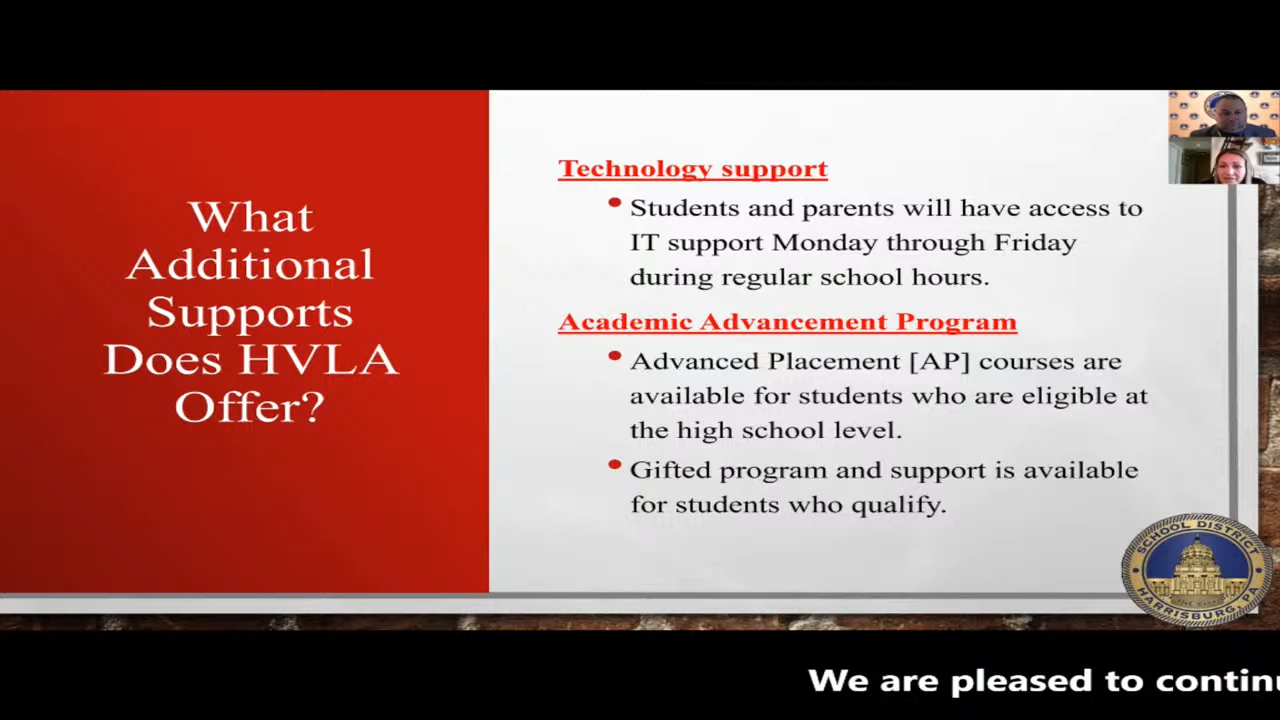 What
Additional
Supports
Does HVLA
Offer?
Technology support
• Students and parents will have access to
IT support Monday through Friday
during regular school hours.
Academic Advancement Program
• Advanced Placement [AP] courses are
available for students who are eligible at
the high school level.
• Gifted program and support is available
for students who qualify.
SCHOOL DISTRICT
HARRISBURG, PA
We are pleased to continu